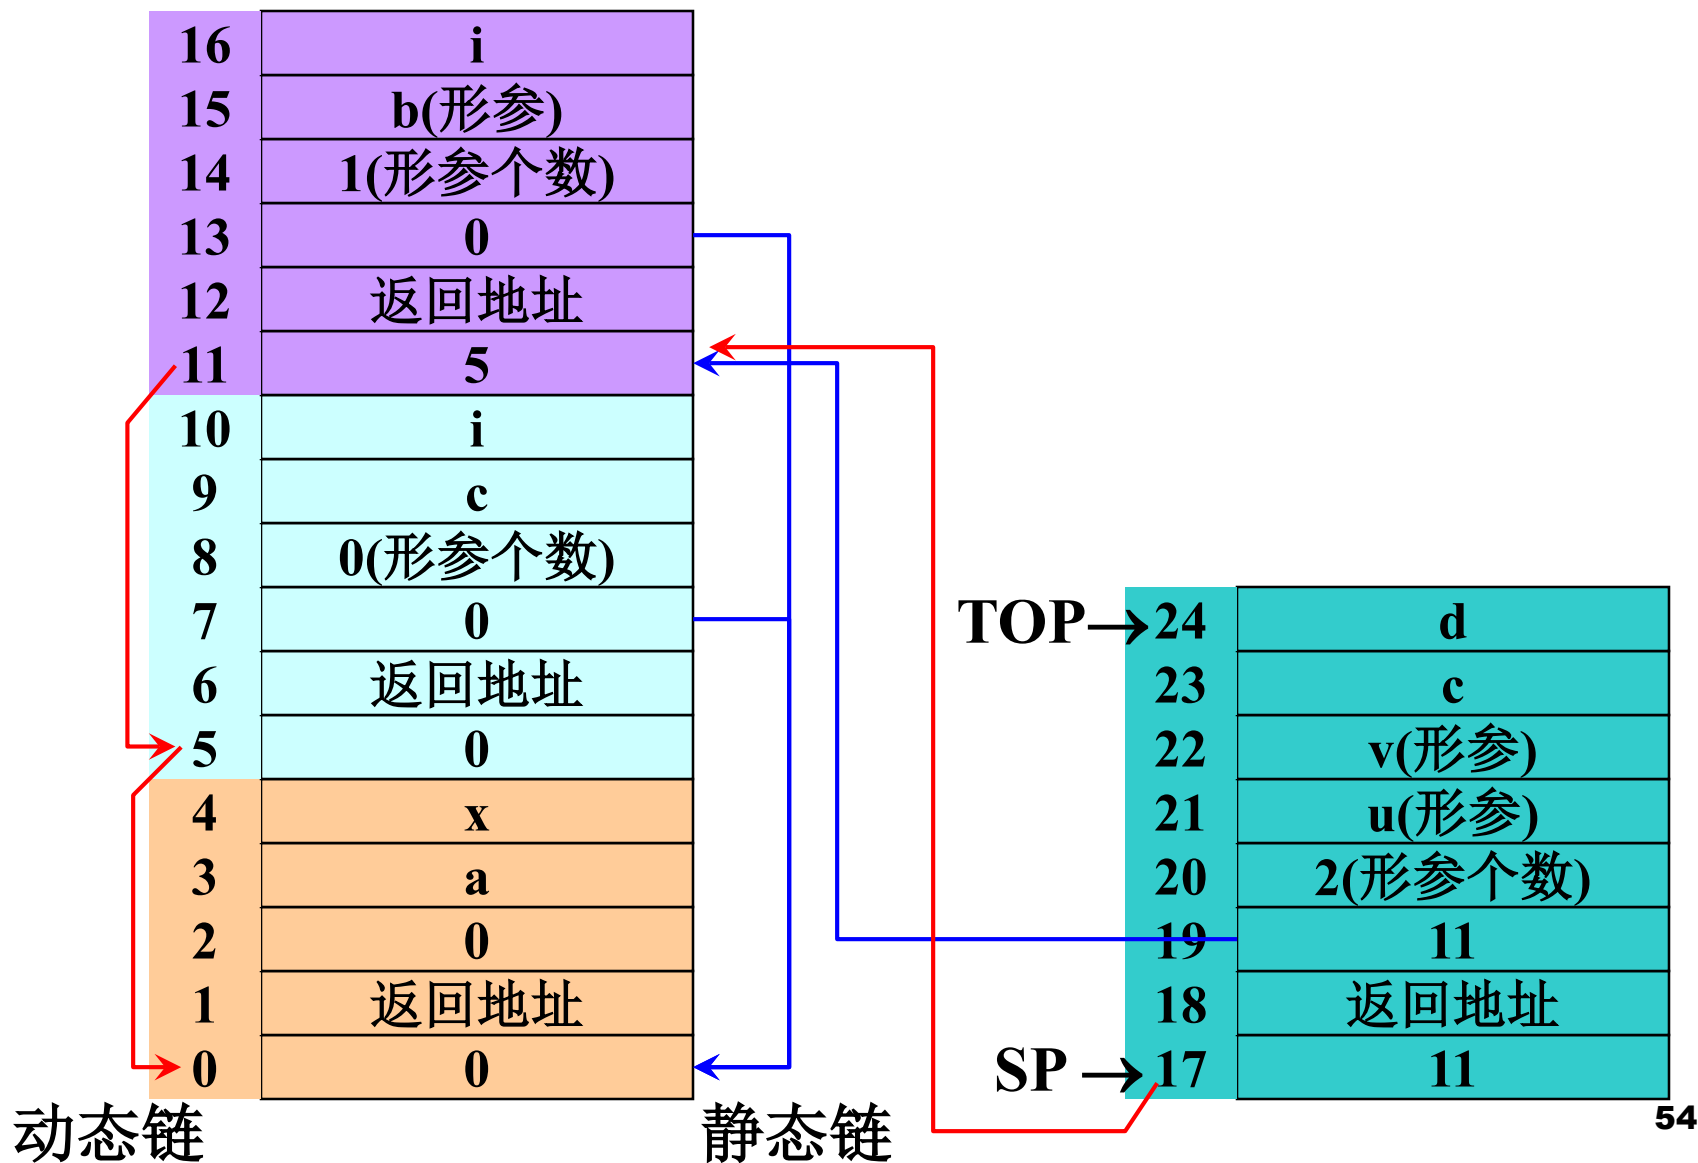 16 i
15 b(形参)
14 1(形参个数)
13 0
12 返回地址
11 5
10 i
9 c
8 0(形参个数)
7 0
6 返回地址
5 0
4 x
3 a
2 0
1 返回地址
0 0
动态链 静态链
TOP→24 d
23 c
22 v(形参)
21 u(形参)
20 2(形参个数)
19 11
18 返回地址
SP→17 11
54